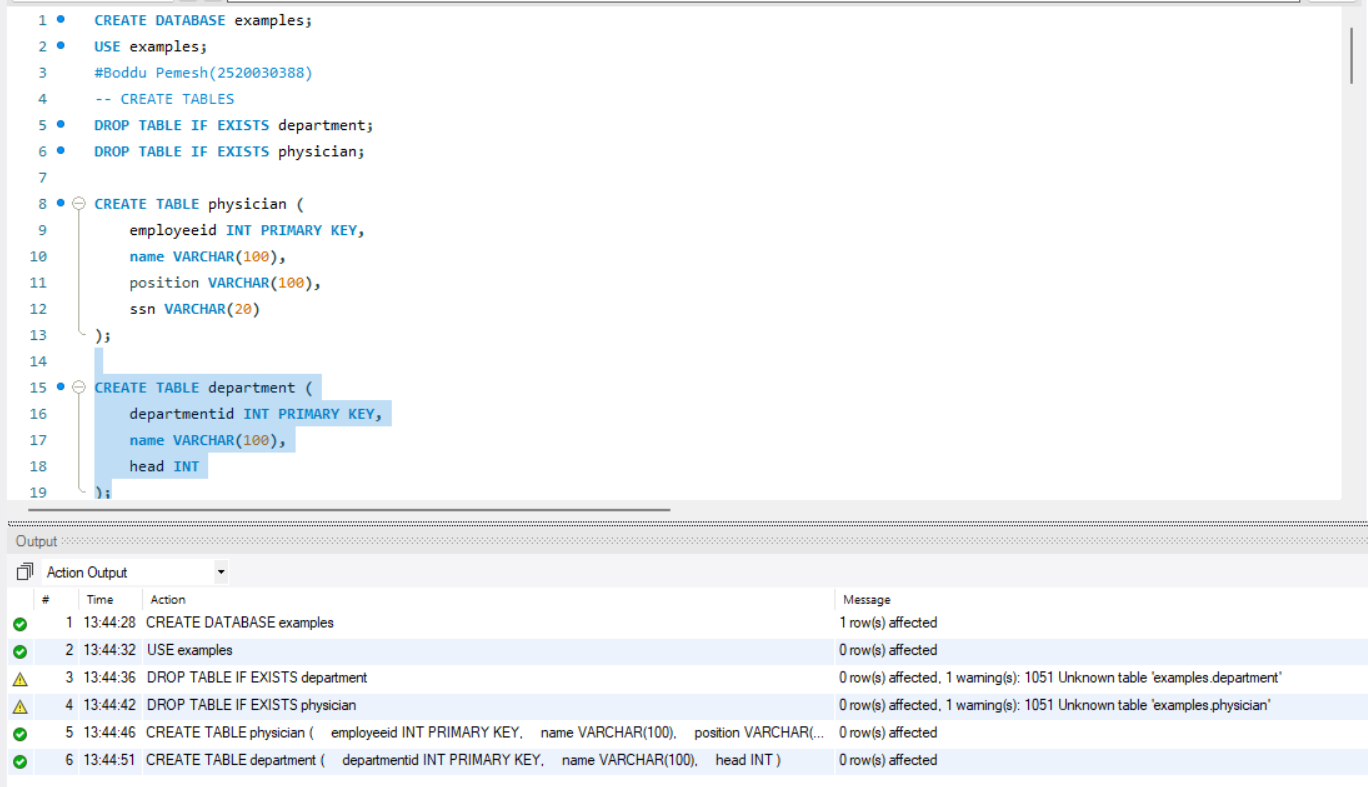 1 CREATE DATABASE examples;
2 USE examples;
3 #Boddu Pemesh(2520030388)
4 -- CREATE TABLES
5 DROP TABLE IF EXISTS department;
6 DROP TABLE IF EXISTS physician;
7
8 CREATE TABLE physician (
9 employeeid INT PRIMARY KEY,
10 name VARCHAR(100),
11 position VARCHAR(100),
12 ssn VARCHAR(20)
13 );
14
15 CREATE TABLE department (
16 departmentid INT PRIMARY KEY,
17 name VARCHAR(100),
18 head INT
19 );
Output
Action Output
# Time Action Message
1 13:44:28 CREATE DATABASE examples 1 row(s) affected
2 13:44:32 USE examples 0 row(s) affected
3 13:44:36 DROP TABLE IF EXISTS department 0 row(s) affected, 1 warning(s): 1051 Unknown table 'examples.department'
4 13:44:42 DROP TABLE IF EXISTS physician 0 row(s) affected, 1 warning(s): 1051 Unknown table 'examples.physician'
5 13:44:46 CREATE TABLE physician ( employeeid INT PRIMARY KEY, name VARCHAR(100), position VARCHAR(... 0 row(s) affected
6 13:44:51 CREATE TABLE department ( departmentid INT PRIMARY KEY, name VARCHAR(100), head INT ) 0 row(s) affected